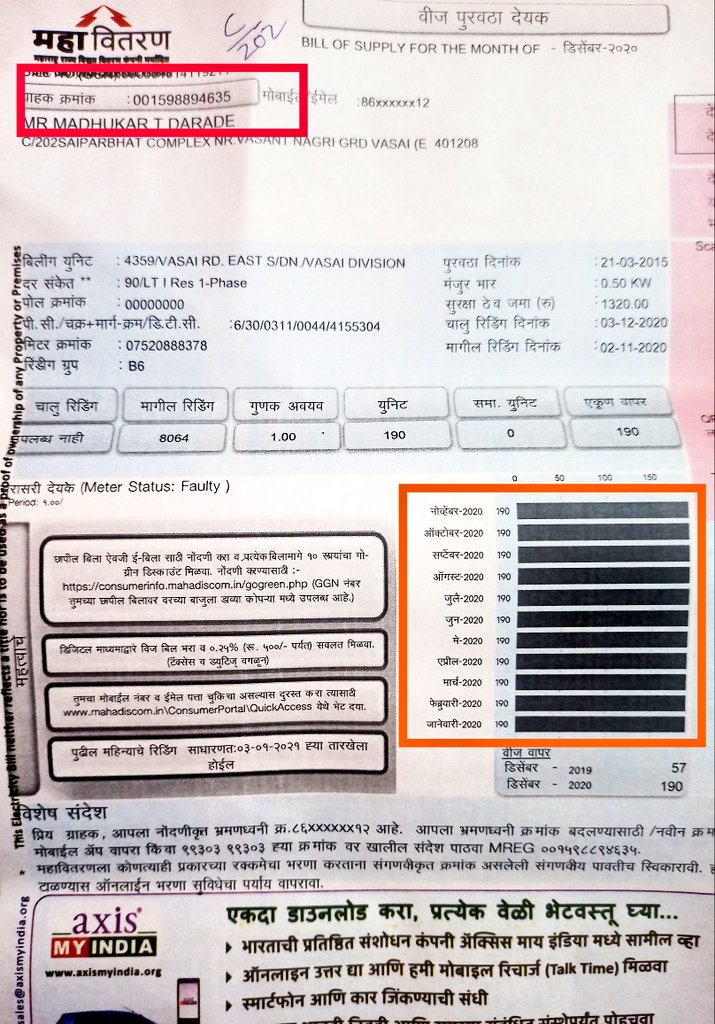 महावितरण
महाराष्ट्र राज्य विद्युत वितरण कंपनी मर्यादित
C/202
वीज पुरवठा देयक
BILL OF SUPPLY FOR THE MONTH OF - डिसेंबर-२०२०
ग्राहक क्रमांक : 001598894635 मोबाईल/ईमेल :86xxxxxx12
MR MADHUKAR T DARADE
C/202SAIPARBHAT COMPLEX NR.VASANT NAGRI GRD VASAI (E 401208
बिलींग युनिट : 4359/VASAI RD. EAST S/DN./VASAI DIVISION पुरवठा दिनांक :21-03-2015
दर संकेत ** : 90/LT I Res 1-Phase मंजुर भार : 0.50 KW
पोल क्रमांक : 00000000 सुरक्षा ठेव जमा (रु) : 1320.00
पी. सी./चक्र+मार्ग-क्रम/डि.टी.सी. :6/30/0311/0044/4155304 चालु रिडिंग दिनांक :03-12-2020
मिटर क्रमांक : 07520888378 मागील रिडिंग दिनांक :02-11-2020
रिडींग ग्रुप : B6
चालु रिडिंग मागील रिडिंग गुणक अवयव युनिट समा. युनिट एकूण वापर
उपलब्ध नाही 8064 1.00 190 0 190
सरासरी देयके (Meter Status: Faulty )
Period: १.००/
0 50 100 150
नोव्हेंबर-2020 190
ऑक्टोबर-2020 190
सप्टेंबर-2020 190
ऑगस्ट-2020 190
जुलै-2020 190
जुन-2020 190
मे-2020 190
एप्रील-2020 190
मार्च-2020 190
फेब्रुवारी-2020 190
जानेवारी-2020 190
वीज वापर
डिसेंबर - 2019 57
डिसेंबर - 2020 190
महत्वाचे
छापील बिला ऐवजी ई-बिला साठी नोंदणी करा व प्रत्येक बिलामागे १० रुपयांचा गो-
ग्रीन डिस्काउंट मिळवा. नोंदणी करण्यासाठी :-
https://consumerinfo.mahadiscom.in/gogreen.php (GGN नंबर
तुमच्या छापील बिलावर वरच्या बाजुला डाव्या कोपऱ्या मध्ये उपलब्ध आहे.)
डिजिटल माध्यमाद्वारे विज बिल भरा व ०.२५% (रू. ५००/- पर्यंत) सवलत मिळवा.
(टॅक्सेस व ड्युटिज् वगळून)
तुमचा मोबाईल नंबर व ईमेल पत्ता चुकिचा असल्यास दुरस्त करा त्यासाठी
www.mahadiscom.in\ConsumerPortal\QuickAccess येथे भेट दया.
पुढील महिन्याचे रिडिंग साधारणत:०३-०१-२०२१ ह्या तारखेला
होईल
This Electricity Bill neither reflects a title nor is to be used as a proof of ownership of any Property or Premises
विशेष संदेश
प्रिय ग्राहक, आपला नोंदणीकृत भ्रमणध्वनी क्र.८६XXXXXX१२ आहे. आपला भ्रमणध्वनी क्रमांक बदलण्यासाठी /नवीन क्रम
मोबाईल ॲप वापरा किंवा ९९३०३ ९९३०३ ह्या क्रमांक वर खालील संदेश पाठवा MREG ००१५९८८९४६३५.
* महावितरणला कोणत्याही प्रकारच्या रक्कमेचा भरणा करताना संगणकीकृत क्रमांक असलेली संगणकीय पावतीच स्विकारावी.
टाळण्यास ऑनलाईन भरणा सुविधेचा पर्याय वापरावा.
axis
MY INDIA
www.axismyindia.org
sales@axismyindia.org
एकदा डाउनलोड करा, प्रत्येक वेळी भेटवस्तू घ्या...
भारताची प्रतिष्ठित संशोधन कंपनी ॲक्सिस माय इंडिया मध्ये सामील व्हा
ऑनलाइन उत्तर द्या आणि हमी मोबाइल रिचार्ज (Talk Time) मिळवा
स्मार्टफोन आणि कार जिंकण्याची संधी